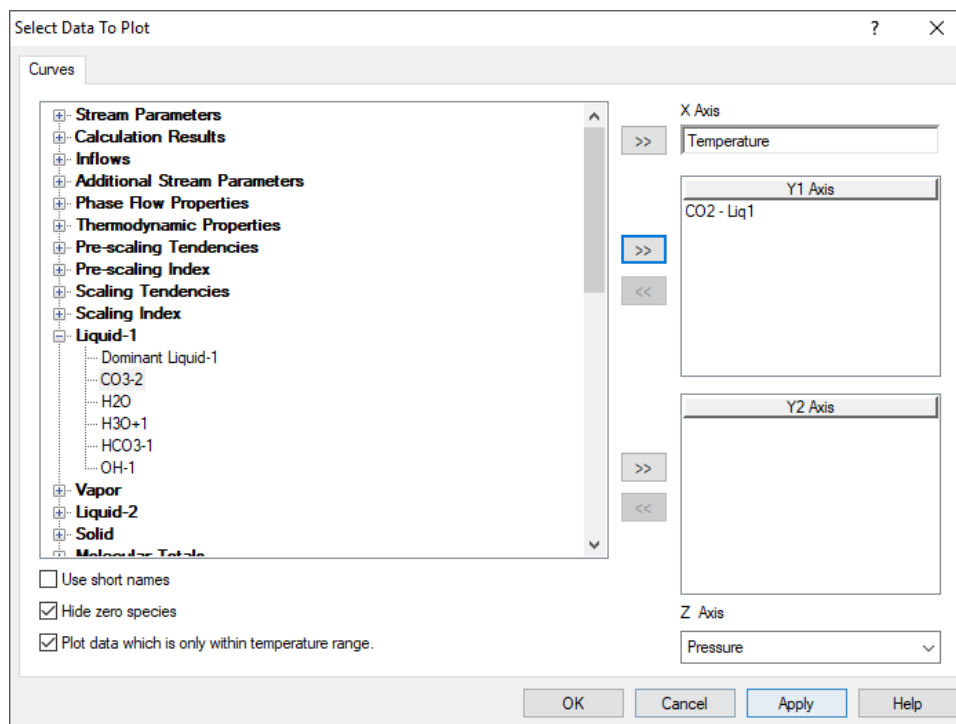 Select Data To Plot
?
Curves
Stream Parameters
Calculation Results
Inflows
Additional Stream Parameters
Phase Flow Properties
Thermodynamic Properties
Pre-scaling Tendencies
Pre-scaling Index
Scaling Tendencies
Scaling Index
Liquid-1
Dominant Liquid-1
CO3-2
H2O
H3O+1
HCO3-1
OH-1
Vapor
Liquid-2
Solid
Molecular Totals
Use short names
Hide zero species
Plot data which is only within temperature range.
>>
X Axis
Temperature
>>
<<
Y1 Axis
CO2 - Liq1
>>
<<
Y2 Axis
Z Axis
Pressure
OK
Cancel
Apply
Help